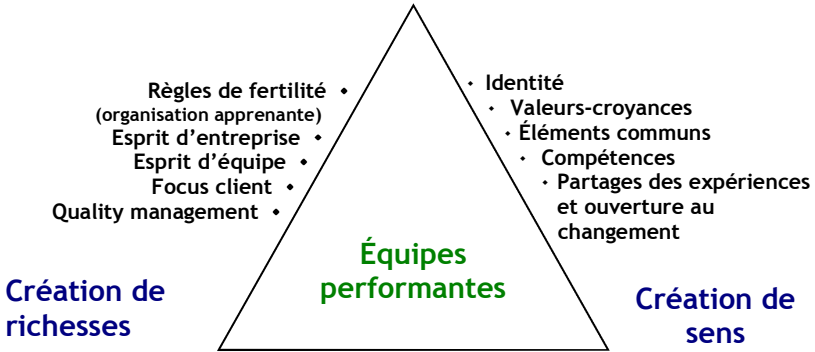 Règles de fertilité
(organisation apprenante)
Esprit d’entreprise
Esprit d’équipe
Focus client
Quality management
Identité
Valeurs-croyances
Éléments communs
Compétences
Partages des expériences
et ouverture au
changement
Équipes
performantes
Création de
richesses
Création de
sens